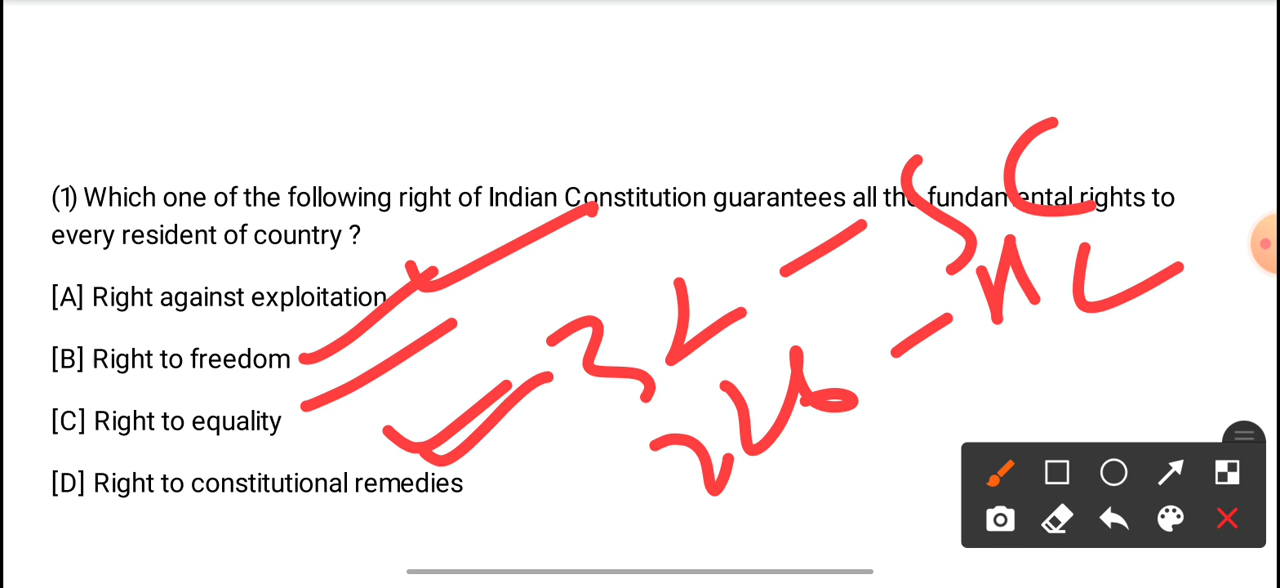 (1) Which one of the following right of Indian Constitution guarantees all the fundamental rights to
every resident of country ?
[A] Right against exploitation
[B] Right to freedom
[C] Right to equality
[D] Right to constitutional remedies
32 - SC
226 - HC